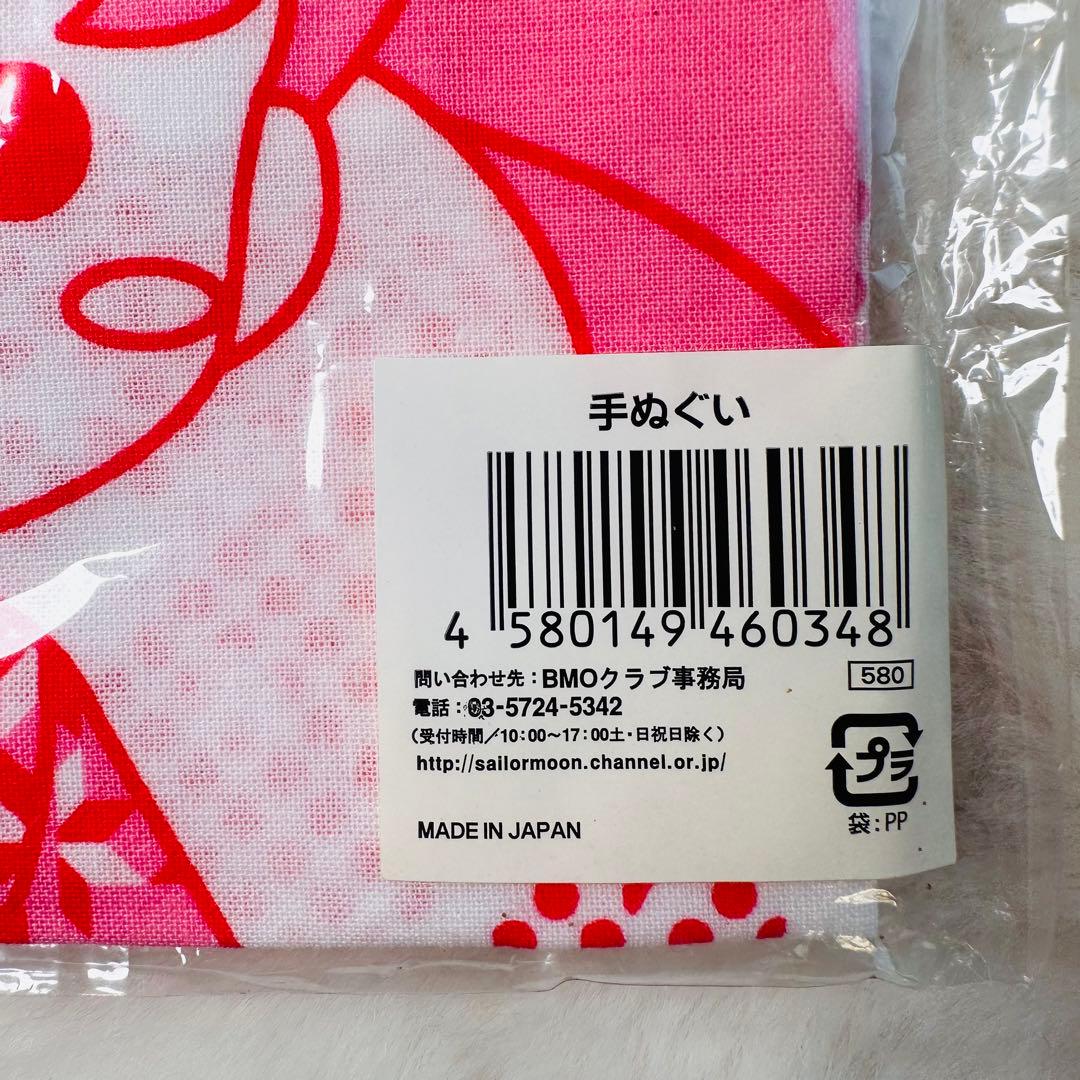 手ぬぐい
4 580149 460348
問い合わせ先：BMOクラブ事務局
580
電話：03-5724-5342
（受付時間／10：00〜17：00土・日祝日除く）
http://sailormoon.channel.or.jp/
プラ
袋：PP
MADE IN JAPAN